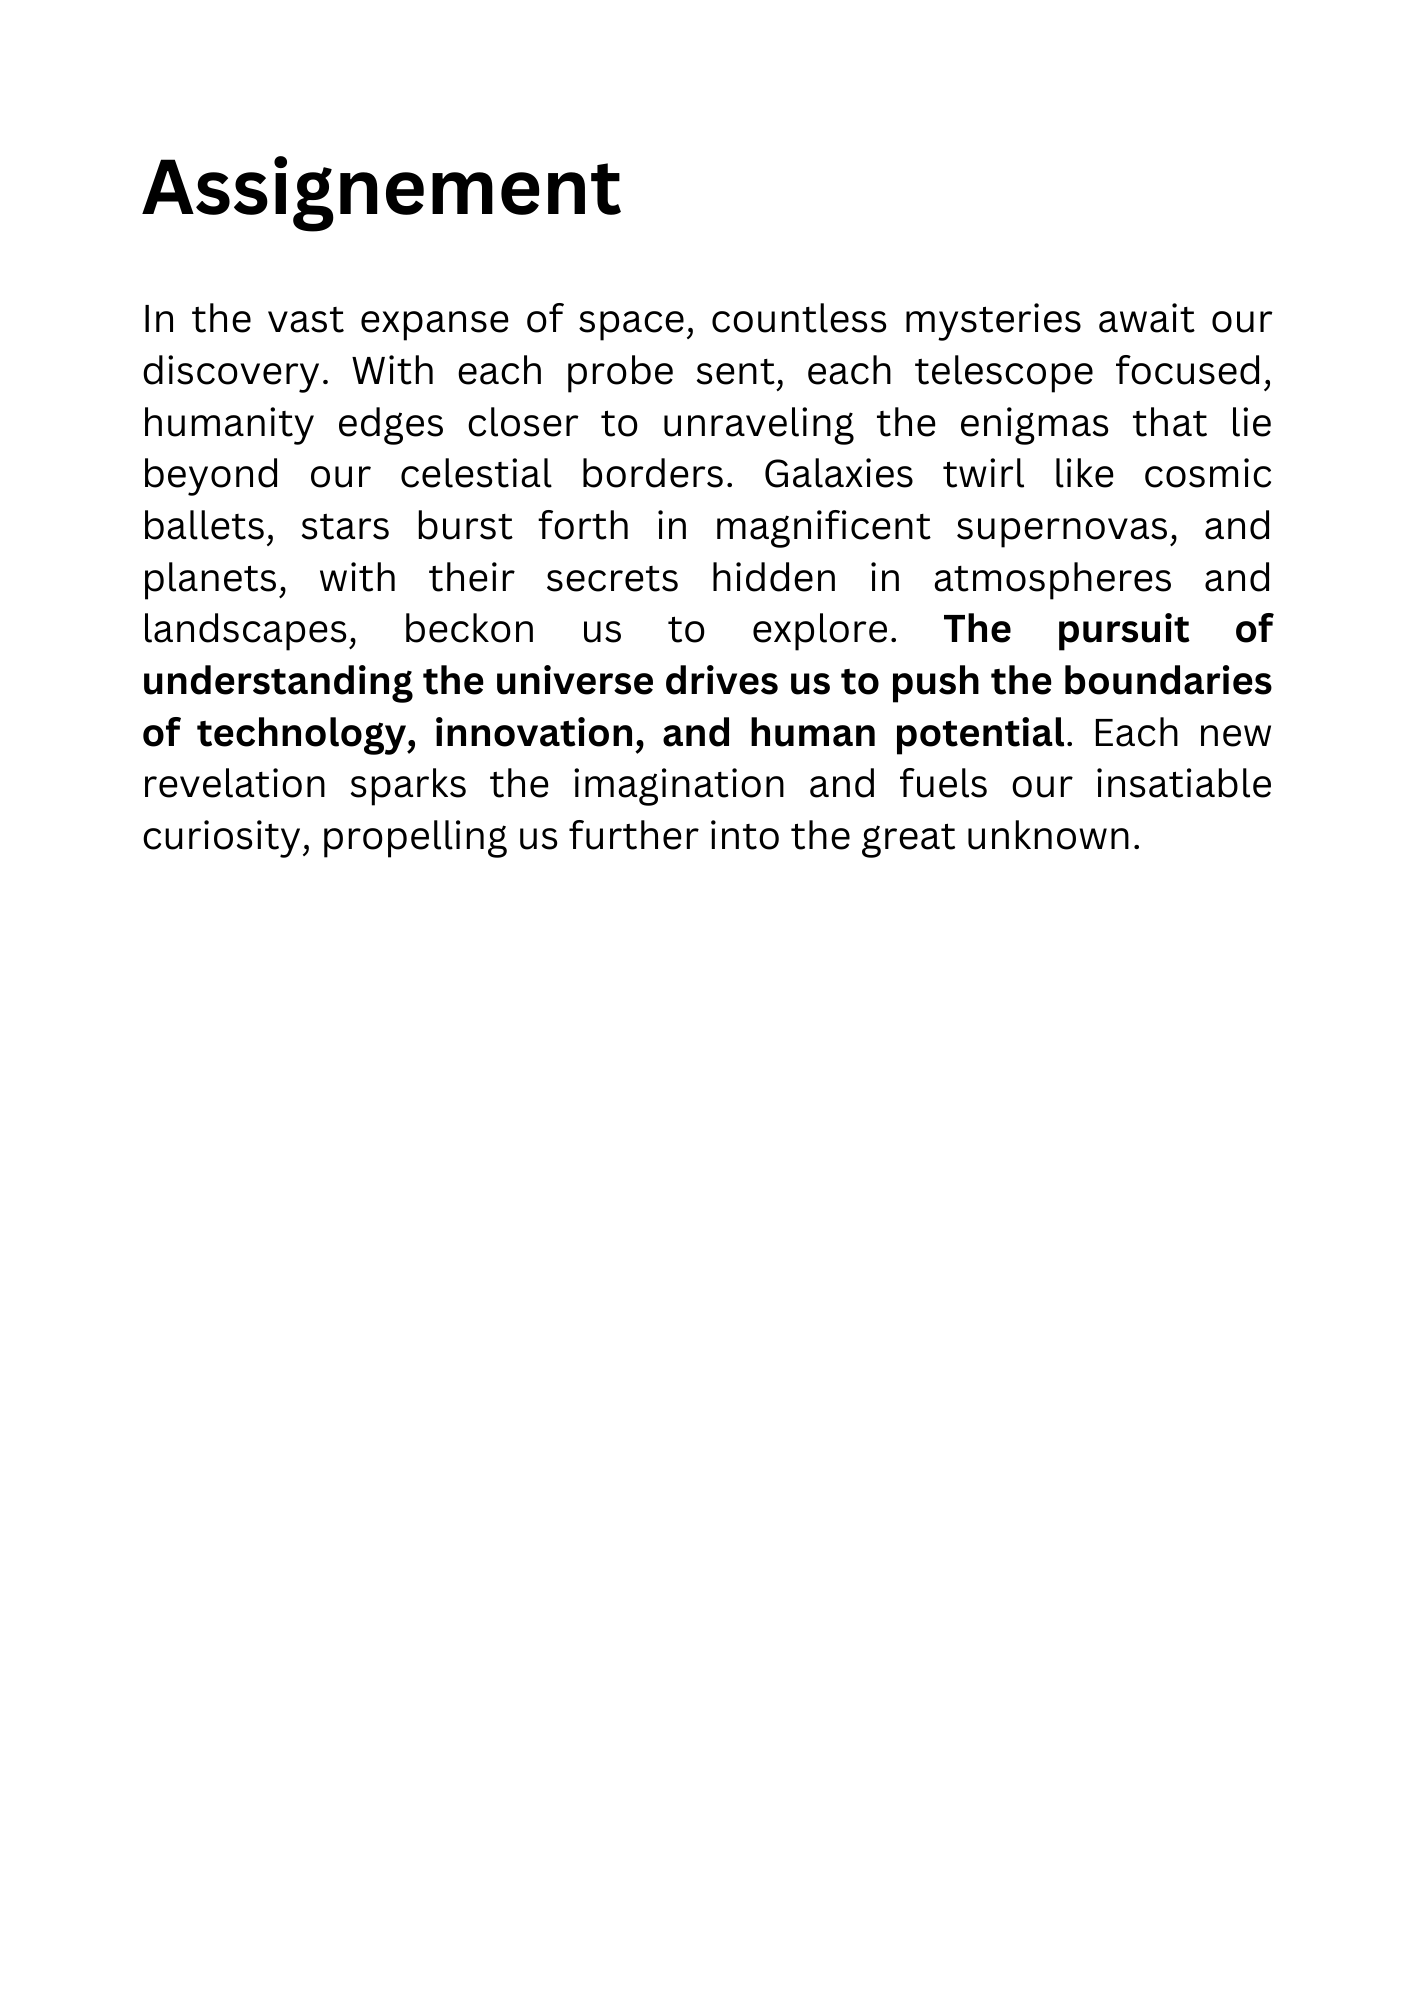 Assignement
In the vast expanse of space, countless mysteries await our
discovery. With each probe sent, each telescope focused,
humanity edges closer to unraveling the enigmas that lie
beyond our celestial borders. Galaxies twirl like cosmic
ballets, stars burst forth in magnificent supernovas, and
planets, with their secrets hidden in atmospheres and
landscapes, beckon us to explore. The pursuit of
understanding the universe drives us to push the boundaries
of technology, innovation, and human potential. Each new
revelation sparks the imagination and fuels our insatiable
curiosity, propelling us further into the great unknown.